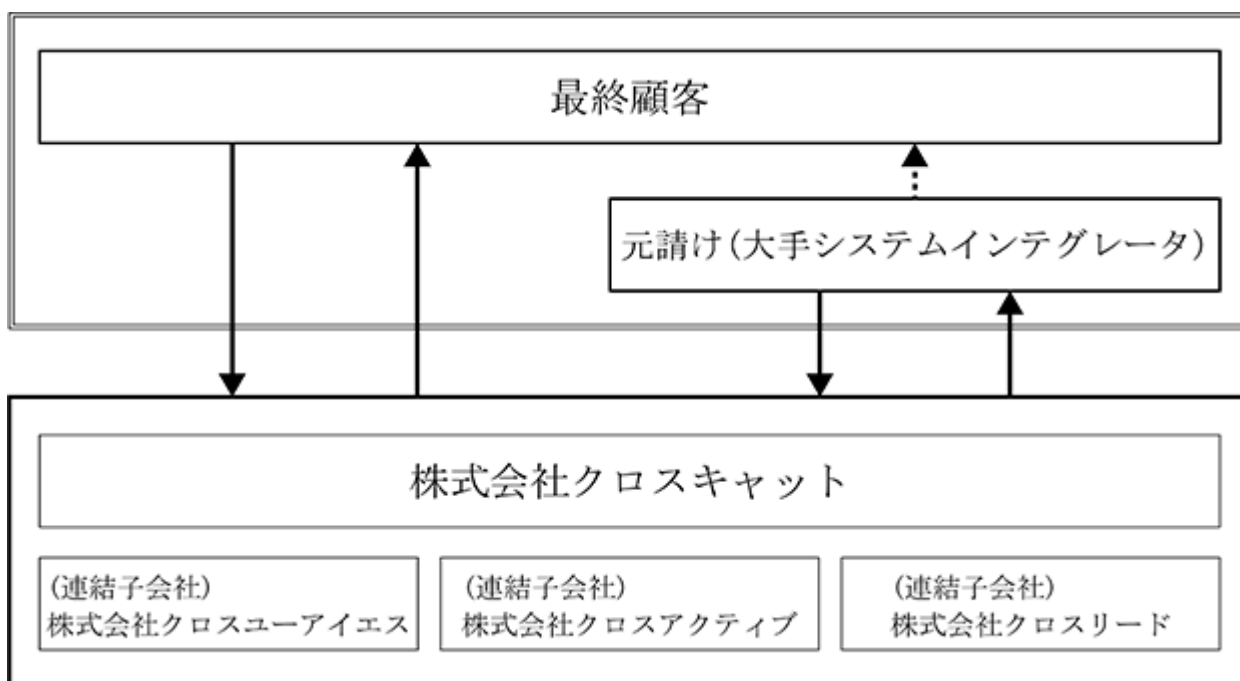 最終顧客
元請け(大手システムインテグレータ)
株式会社クロスキャット
(連結子会社)
株式会社クロスユーアイエス
(連結子会社)
株式会社クロスアクティブ
(連結子会社)
株式会社クロスリード